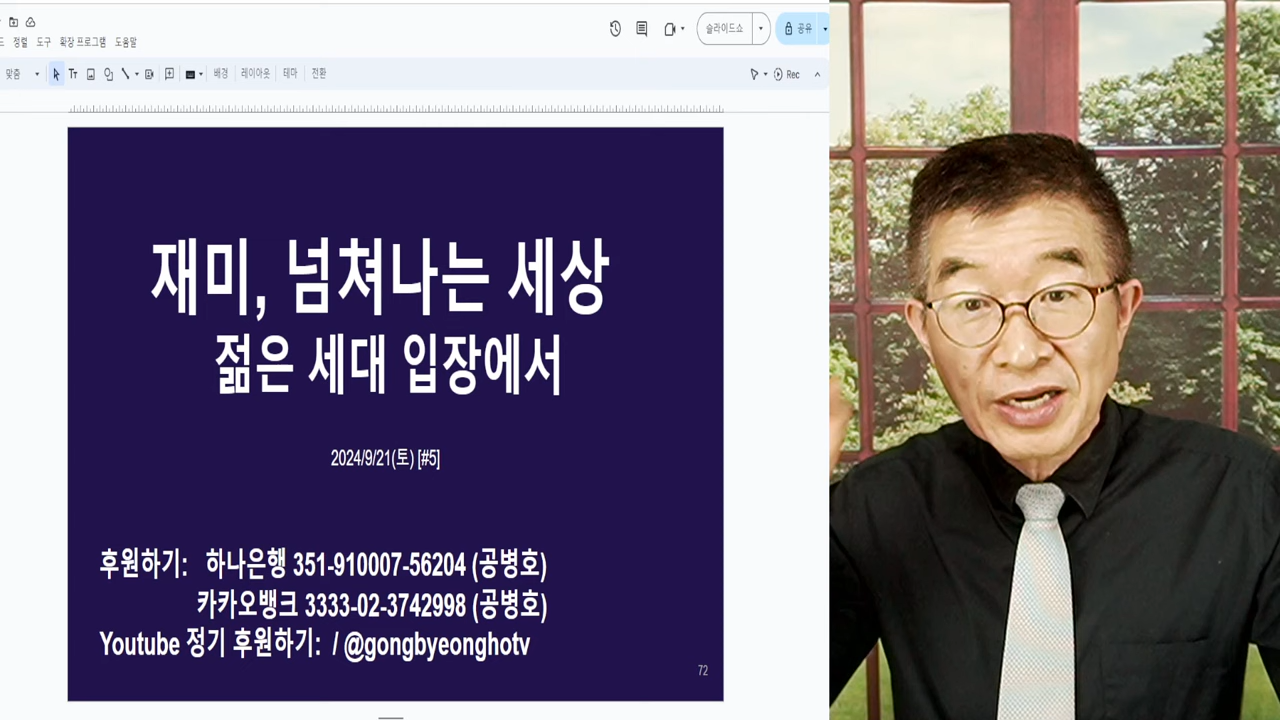 정렬 도구 확장 프로그램 도움말
슬라이드쇼
공유
맞춤
배경 레이아웃 테마 전환
Rec
재미, 넘쳐나는 세상
젊은 세대 입장에서
2024/9/21(토) [#5]
후원하기: 하나은행 351-910007-56204 (공병호)
카카오뱅크 3333-02-3742998 (공병호)
Youtube 정기 후원하기: / @gongbyeonghotv
72